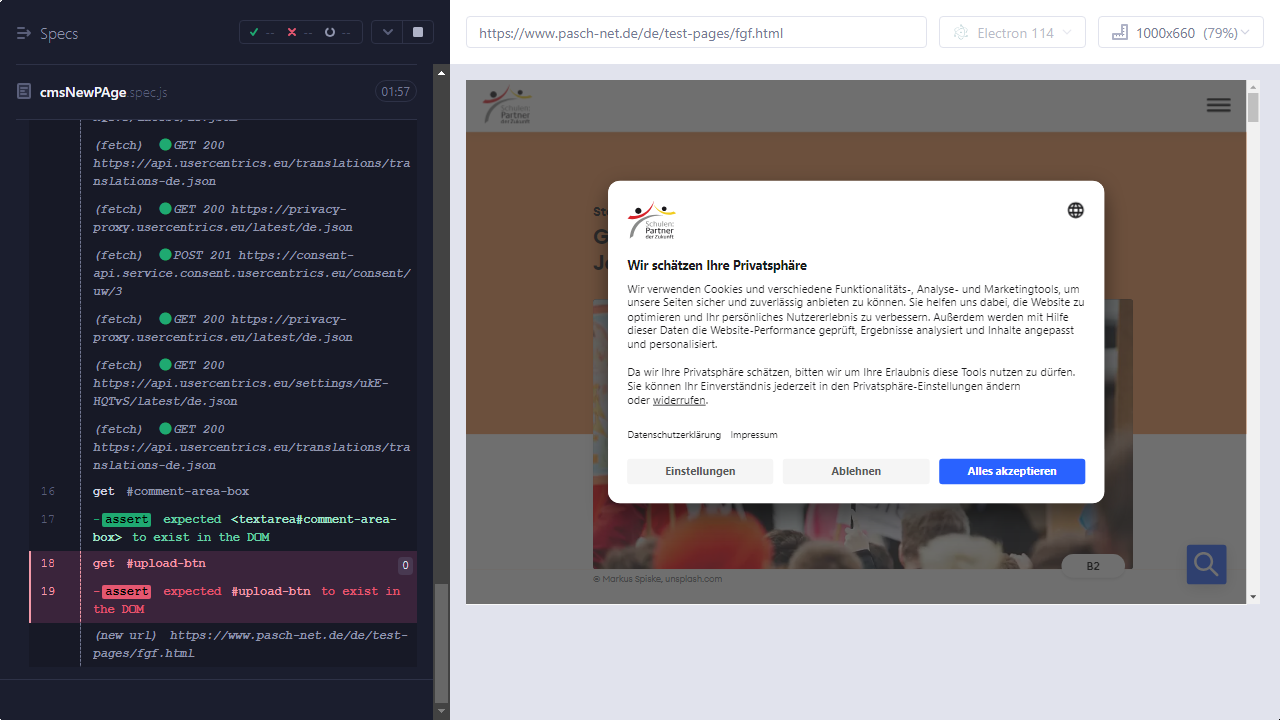 Specs
--
--
--
https://www.pasch-net.de/de/test-pages/fgf.html
Electron 114
1000x660 (79%)
cmsNewPAge.spec.js
01:57
(fetch) GET 200
https://api.usercentrics.eu/translations/tra
nslations-de.json
(fetch) GET 200 https://privacy-
proxy.usercentrics.eu/latest/de.json
(fetch) POST 201 https://consent-
api.service.consent.usercentrics.eu/consent/
uw/3
(fetch) GET 200 https://privacy-
proxy.usercentrics.eu/latest/de.json
(fetch) GET 200
https://api.usercentrics.eu/settings/ukE-
HQTvS/latest/de.json
(fetch) GET 200
https://api.usercentrics.eu/translations/tra
nslations-de.json
16 get #comment-area-box
17 -assert expected <textarea#comment-area-
box> to exist in the DOM
18 get #upload-btn 0
19 -assert expected #upload-btn to exist in
the DOM
(new url) https://www.pasch-net.de/de/test-
pages/fgf.html
Schulen:
Partner
der Zukunft
Schulen:
Partner
der Zukunft
Wir schätzen Ihre Privatsphäre
Wir verwenden Cookies und verschiedene Funktionalitäts-, Analyse- und Marketingtools, um
unsere Seiten sicher und zuverlässig anbieten zu können. Sie helfen uns dabei, die Website zu
optimieren und Ihr persönliches Nutzererlebnis zu verbessern. Außerdem werden mit Hilfe
dieser Daten die Website-Performance geprüft, Ergebnisse analysiert und Inhalte angepasst
und personalisiert.
Da wir Ihre Privatsphäre schätzen, bitten wir um Ihre Erlaubnis diese Tools nutzen zu dürfen.
Sie können Ihr Einverständnis jederzeit in den Privatsphäre-Einstellungen ändern
oder widerrufen.
Datenschutzerklärung Impressum
Einstellungen Ablehnen Alles akzeptieren
B2
© Markus Spiske, unsplash.com